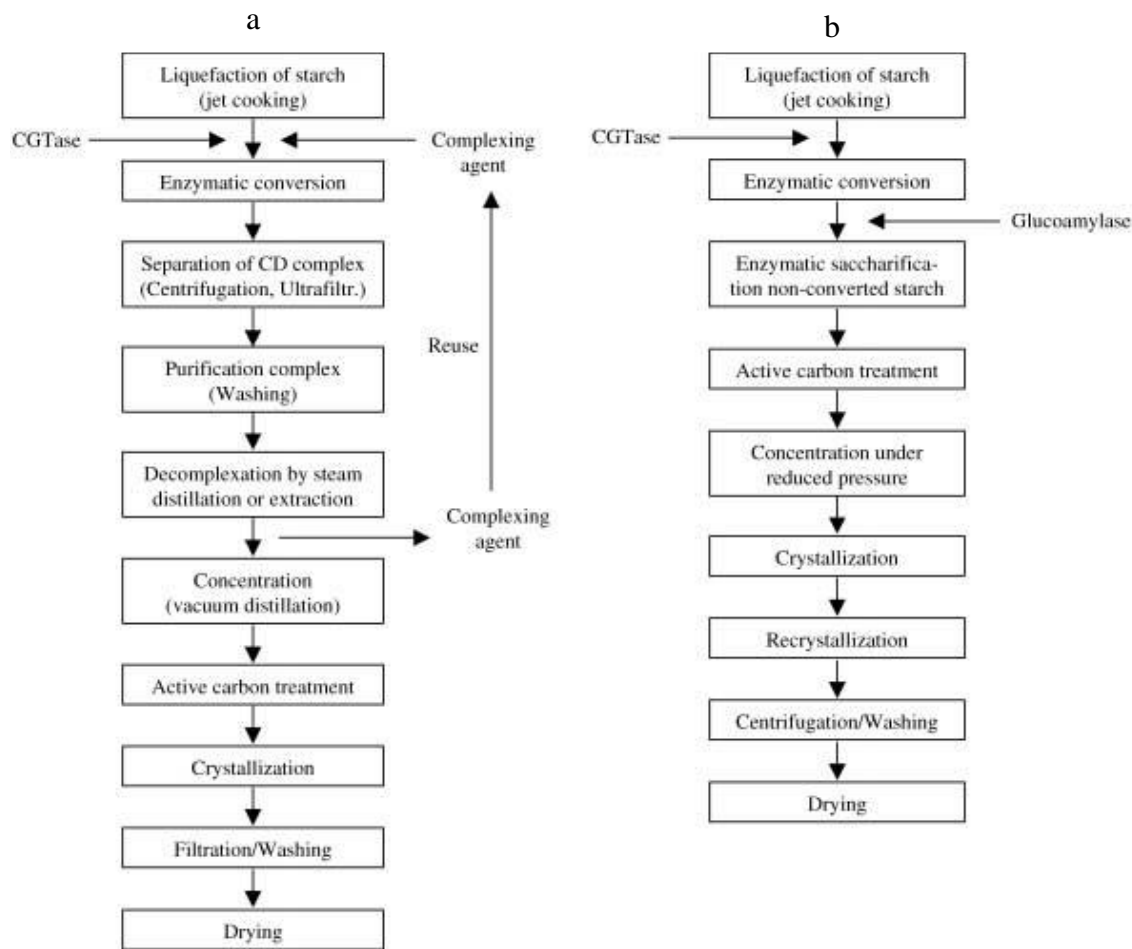 a
Liquefaction of starch
(jet cooking)
CGTase
Complexing
agent
Enzymatic conversion
Separation of CD complex
(Centrifugation, Ultrafiltr.)
Reuse
Purification complex
(Washing)
Decomplexation by steam
distillation or extraction
Complexing
agent
Concentration
(vacuum distillation)
Active carbon treatment
Crystallization
Filtration/Washing
Drying
b
Liquefaction of starch
(jet cooking)
CGTase
Enzymatic conversion
Glucoamylase
Enzymatic saccharifica-
tion non-converted starch
Active carbon treatment
Concentration under
reduced pressure
Crystallization
Recrystallization
Centrifugation/Washing
Drying